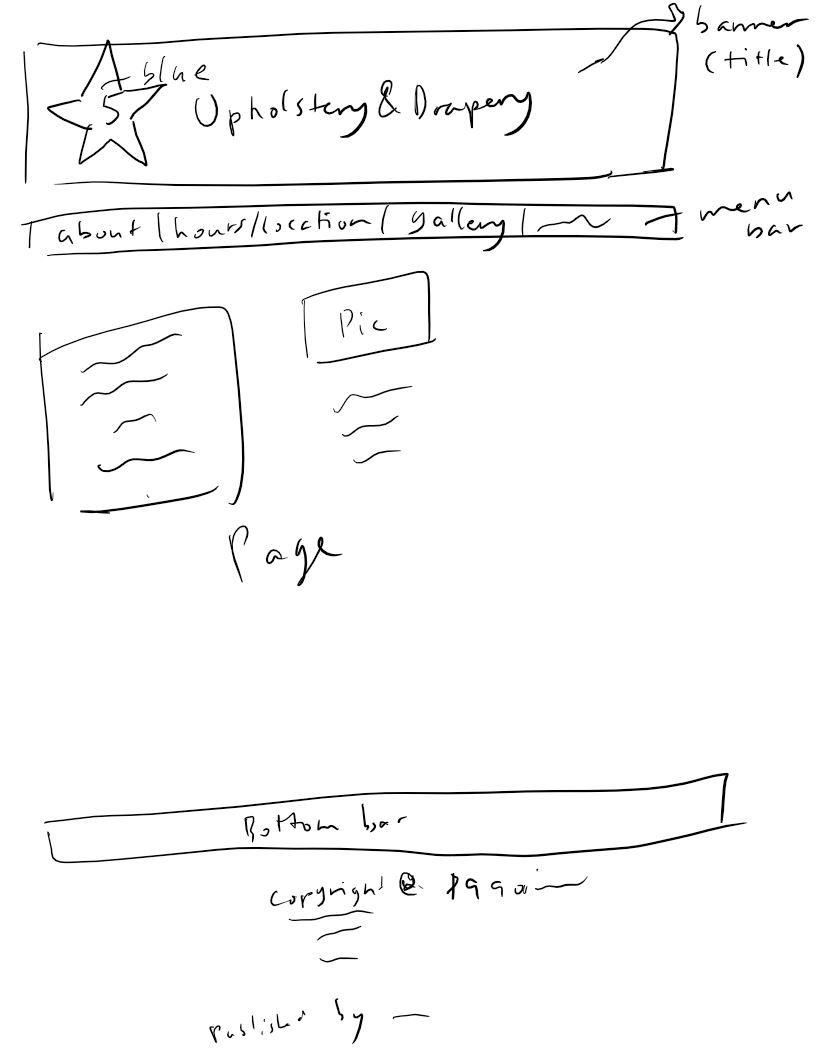 banner
(title)
blue
5 Upholstery & Drapery
about | hours/location | gallery |
menu
bar
Pic
Page
Bottom bar
copyright @ 1990
Published by